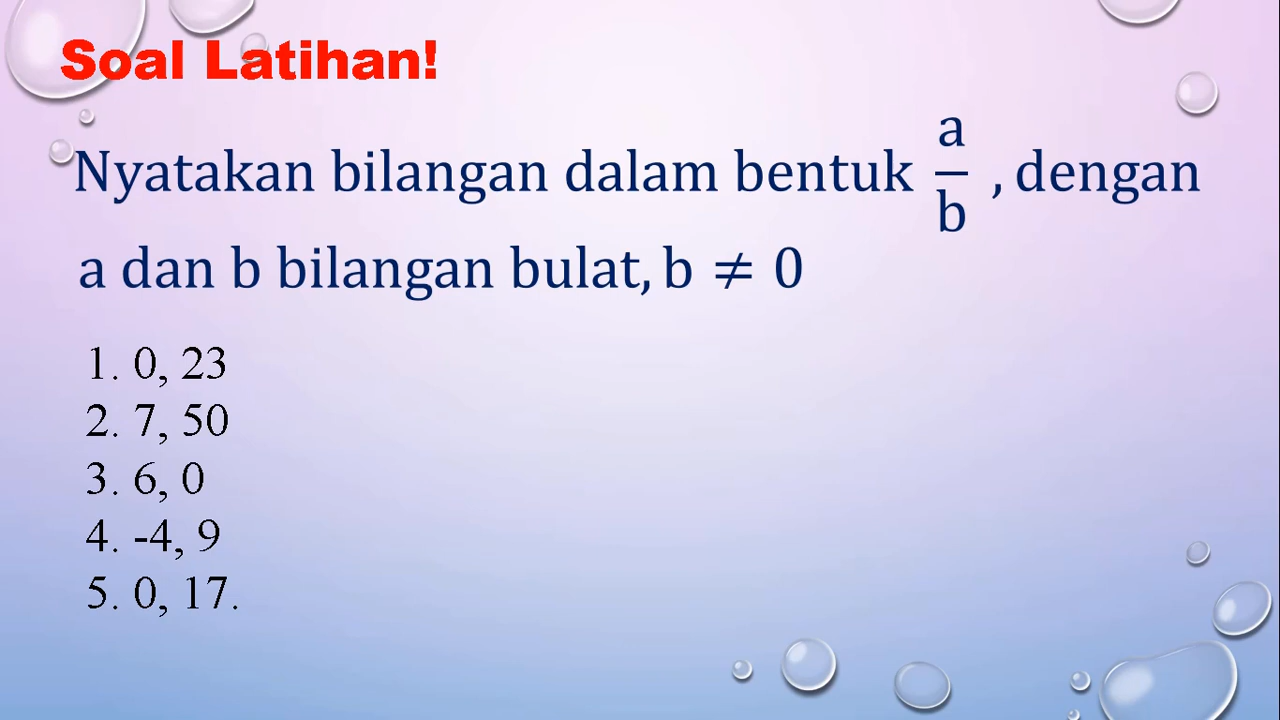 Soal Latihan!
Nyatakan bilangan dalam bentuk a/b , dengan
a dan b bilangan bulat, b ≠ 0
1. 0, 23
2. 7, 50
3. 6, 0
4. -4, 9
5. 0, 17.